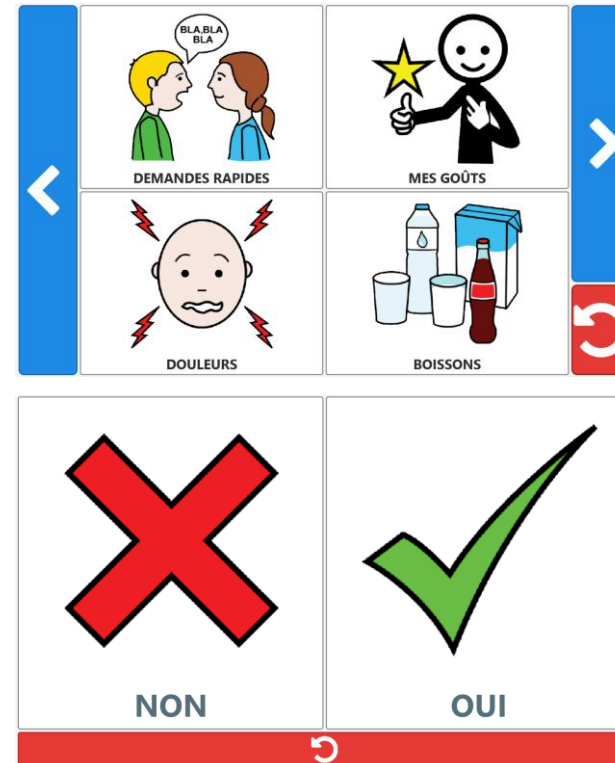 BLA,BLA
BLA
DEMANDES RAPIDES
MES GOÛTS
DOULEURS
BOISSONS
NON
OUI